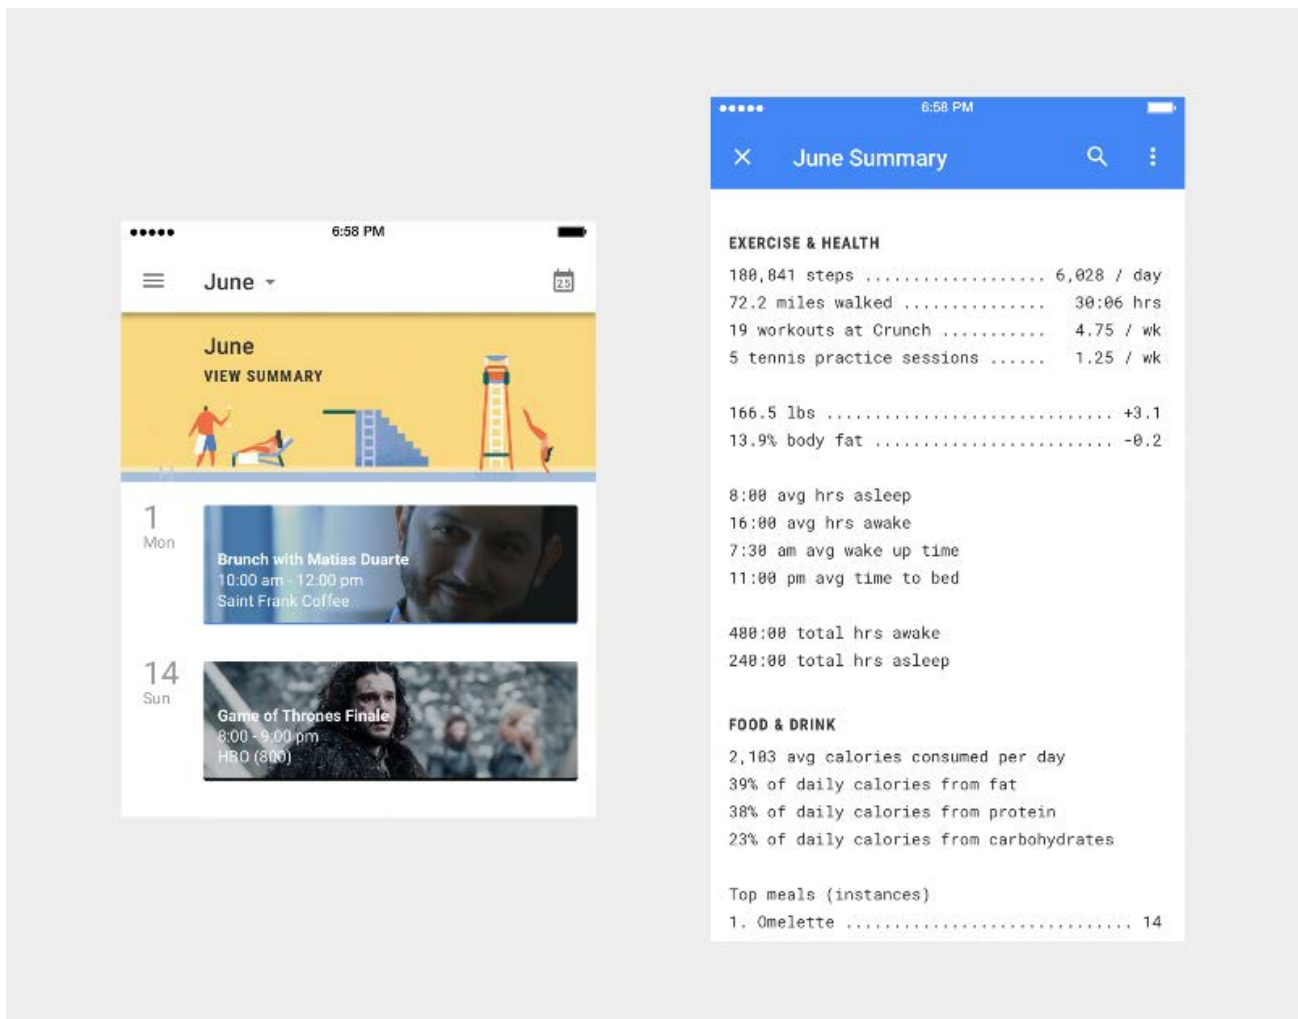 6:58 PM
June
25
June
VIEW SUMMARY
1
Mon
Brunch with Matias Duarte
10:00 am - 12:00 pm
Saint Frank Coffee
14
Sun
Game of Thrones Finale
8:00 - 9:00 pm
HBO (800)
6:58 PM
June Summary
EXERCISE & HEALTH
180,841 steps ................... 6,028 / day
72.2 miles walked ............... 30:06 hrs
19 workouts at Crunch ........... 4.75 / wk
5 tennis practice sessions ...... 1.25 / wk
166.5 lbs ............................. +3.1
13.9% body fat ......................... -0.2
8:00 avg hrs asleep
16:00 avg hrs awake
7:30 am avg wake up time
11:00 pm avg time to bed
480:00 total hrs awake
240:00 total hrs asleep
FOOD & DRINK
2,103 avg calories consumed per day
39% of daily calories from fat
38% of daily calories from protein
23% of daily calories from carbohydrates
Top meals (instances)
1. Omelette .............................. 14